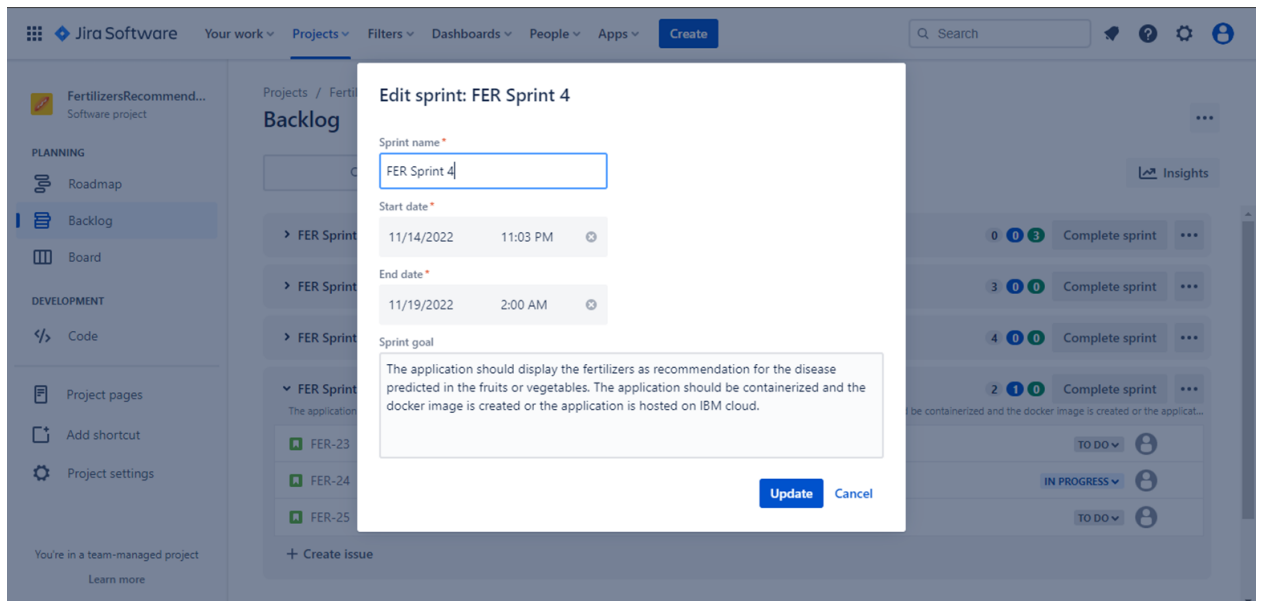 Jira Software
Your work
Projects
Filters
Dashboards
People
Apps
Create
Search
FertilizersRecommend...
Software project
PLANNING
Roadmap
Backlog
Board
DEVELOPMENT
Code
Project pages
Add shortcut
Project settings
You're in a team-managed project
Learn more
Projects / Fertil
Backlog
Insights
FER Sprint
0 0 3 Complete sprint
FER Sprint
3 0 0 Complete sprint
FER Sprint
4 0 0 Complete sprint
FER Sprint
2 1 0 Complete sprint
The application
be containerized and the docker image is created or the applicat...
FER-23
TO DO
FER-24
IN PROGRESS
FER-25
TO DO
+ Create issue
Edit sprint: FER Sprint 4
Sprint name*
FER Sprint 4
Start date*
11/14/2022 11:03 PM
End date*
11/19/2022 2:00 AM
Sprint goal
The application should display the fertilizers as recommendation for the disease
predicted in the fruits or vegetables. The application should be containerized and the
docker image is created or the application is hosted on IBM cloud.
Update
Cancel